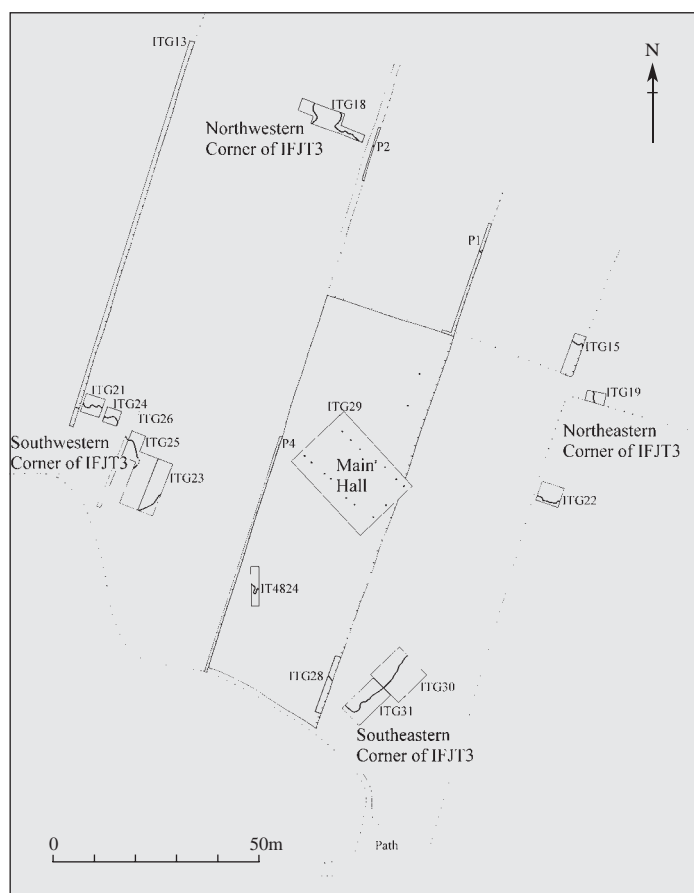 ITG13
N
ITG18
Northwestern
Corner of IFJT3
P2
P1
ITG15
ITG19
Northeastern
Corner of IFJT3
ITG21
ITG24
ITG26
ITG25
Southwestern
Corner of IFJT3
ITG23
ITG29
P4
Main'
Hall
ITG22
IT4824
ITG28
ITG30
ITG31
Southeastern
Corner of IFJT3
0
50m
Path